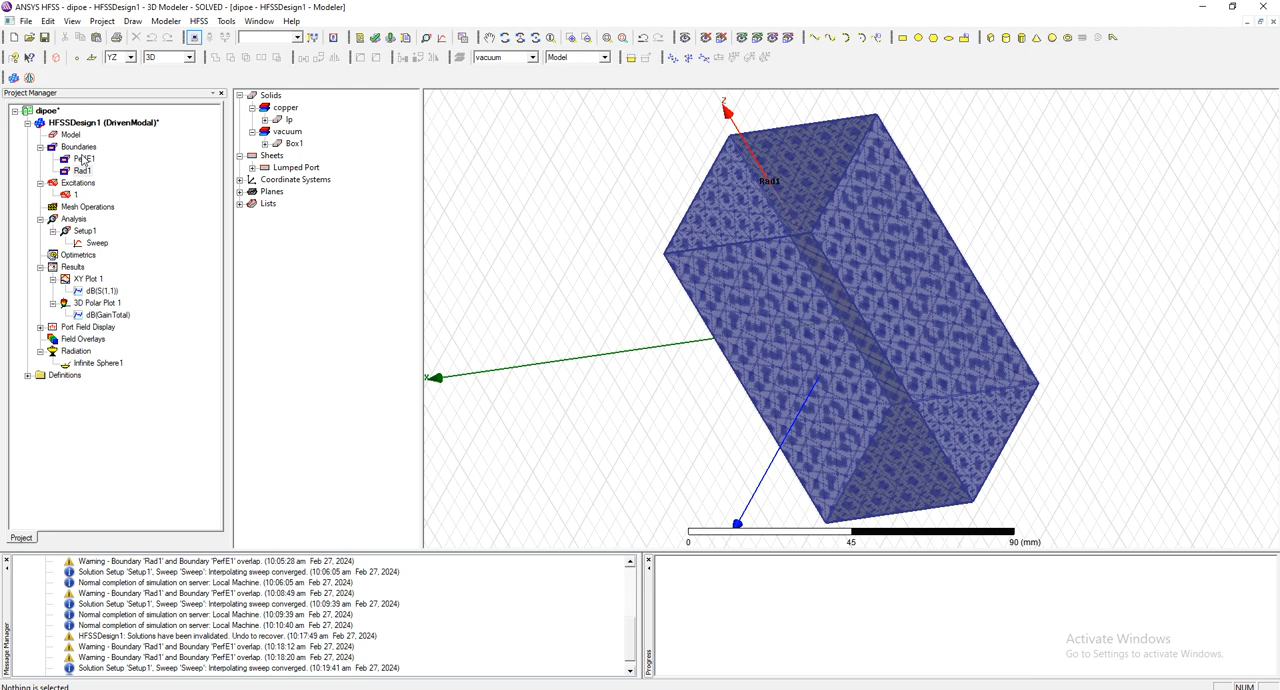 ANSYS HFSS - dipoe - HFSSDesign1 - 3D Modeler - SOLVED - [dipoe - HFSSDesign1 - Modeler]
File Edit View Project Draw Modeler HFSS Tools Window Help
YZ 3D vacuum Model
Project Manager
dipoe*
HFSSDesign1 (DrivenModal)*
Model
Boundaries
Rad1
Excitations
1
Mesh Operations
Analysis
Setup1
Sweep
Optimetrics
Results
XY Plot 1
dB(S(1,1))
3D Polar Plot 1
dB(GainTotal)
Port Field Display
Field Overlays
Radiation
Infinite Sphere1
Definitions
Project
Solids
copper
lp
vacuum
Box1
Sheets
Lumped Port
Coordinate Systems
Planes
Lists
Z
Rad1
X
0 45 90 (mm)
Warning - Boundary 'Rad1' and Boundary 'PerfE1' overlap. (10:05:28 am Feb 27, 2024)
Solution Setup 'Setup1', Sweep 'Sweep': Interpolating sweep converged. (10:06:05 am Feb 27, 2024)
Normal completion of simulation on server: Local Machine. (10:06:05 am Feb 27, 2024)
Warning - Boundary 'Rad1' and Boundary 'PerfE1' overlap. (10:08:49 am Feb 27, 2024)
Solution Setup 'Setup1', Sweep 'Sweep': Interpolating sweep converged. (10:09:39 am Feb 27, 2024)
Normal completion of simulation on server: Local Machine. (10:09:39 am Feb 27, 2024)
Normal completion of simulation on server: Local Machine. (10:10:40 am Feb 27, 2024)
HFSSDesign1: Solutions have been invalidated. Undo to recover. (10:17:49 am Feb 27, 2024)
Warning - Boundary 'Rad1' and Boundary 'PerfE1' overlap. (10:18:12 am Feb 27, 2024)
Warning - Boundary 'Rad1' and Boundary 'PerfE1' overlap. (10:18:20 am Feb 27, 2024)
Solution Setup 'Setup1', Sweep 'Sweep': Interpolating sweep converged. (10:19:41 am Feb 27, 2024)
Message Manager
Progress
Activate Windows
Go to Settings to activate Windows.
Nothing is selected
NUM